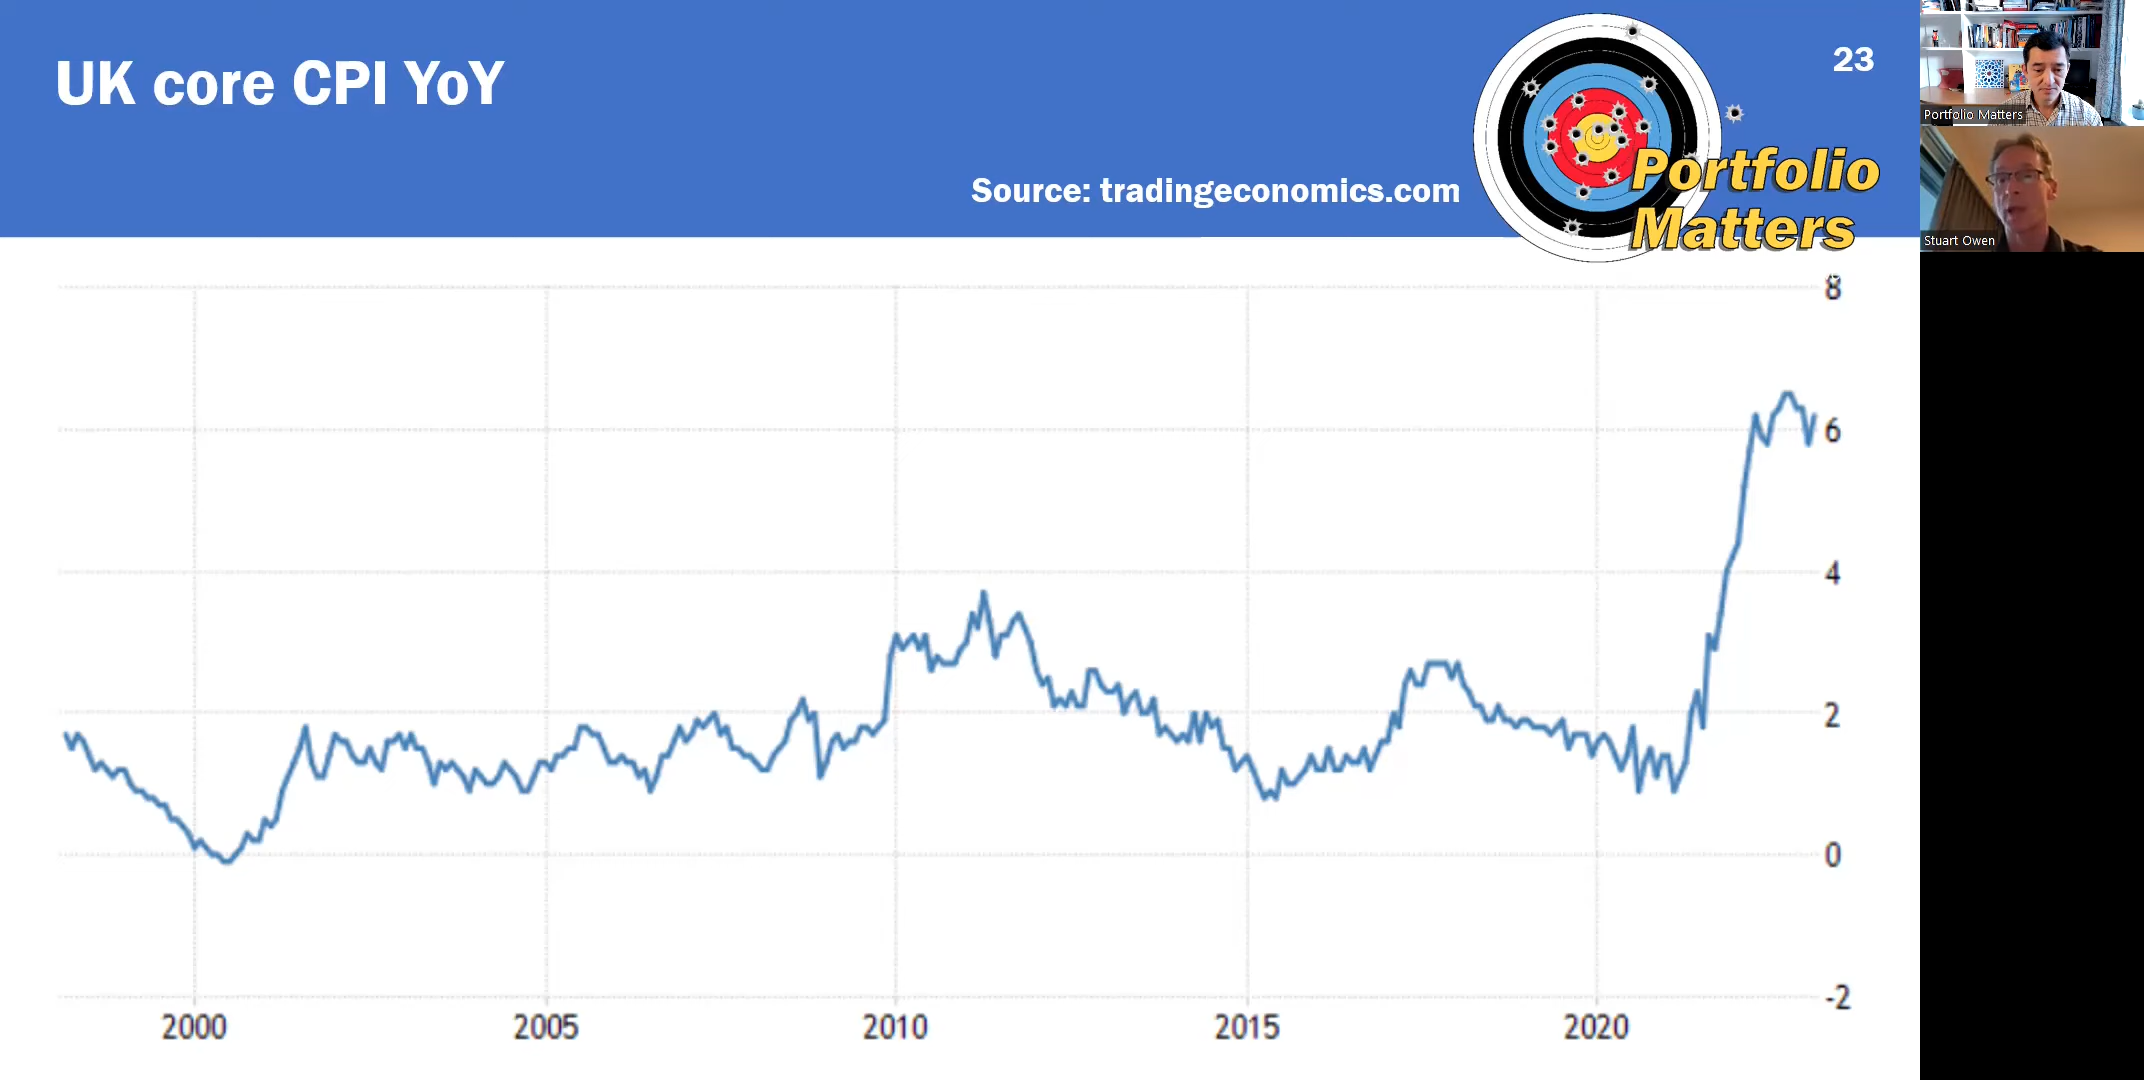 UK core CPI YoY
23
Source: tradingeconomics.com
Portfolio
Matters
Portfolio Matters
Stuart Owen
8
6
4
2
0
-2
2000 2005 2010 2015 2020